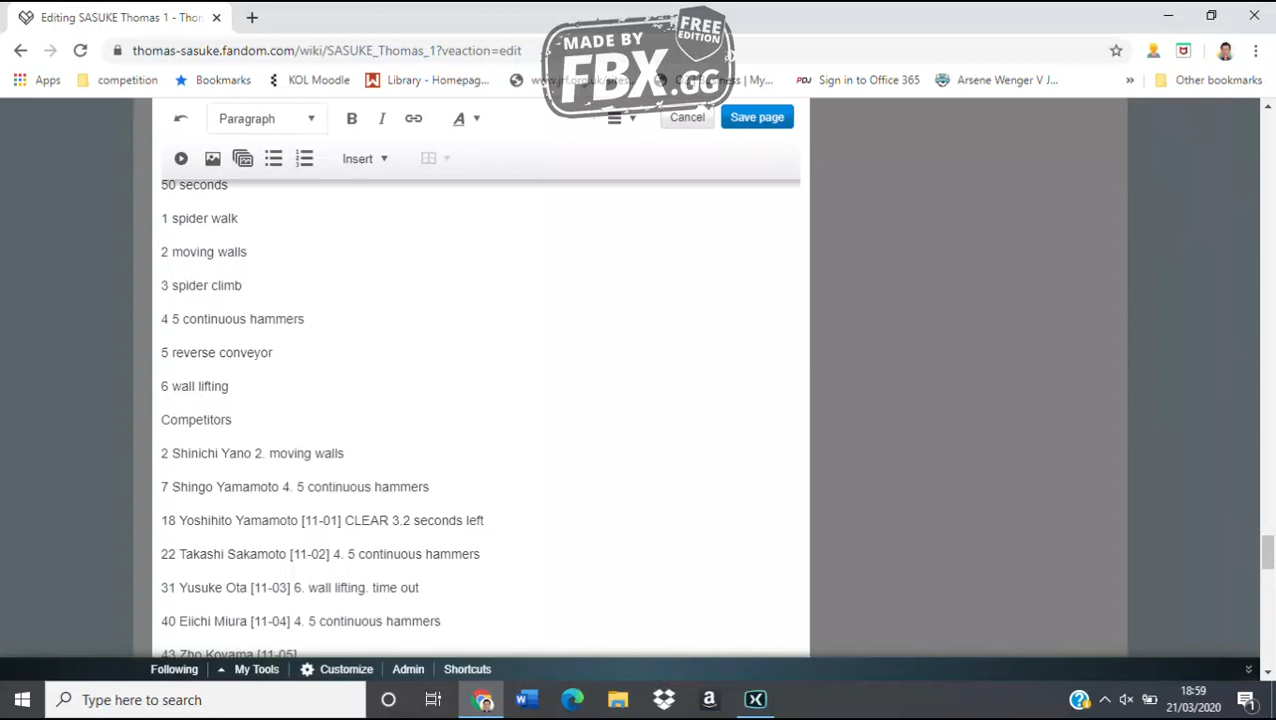 Editing SASUKE Thomas 1 - Thom
thomas-sasuke.fandom.com/wiki/SASUKE_Thomas_1?veaction=edit
Apps competition Bookmarks KOL Moodle Library - Homepag... Sign in to Office 365 Arsene Wenger V J... » Other bookmarks
MADE BY
FBX.GG
FREE
EDITION
Paragraph B I A Cancel Save page
Insert
50 seconds
1 spider walk
2 moving walls
3 spider climb
4 5 continuous hammers
5 reverse conveyor
6 wall lifting
Competitors
2 Shinichi Yano 2. moving walls
7 Shingo Yamamoto 4. 5 continuous hammers
18 Yoshihito Yamamoto [11-01] CLEAR 3.2 seconds left
22 Takashi Sakamoto [11-02] 4. 5 continuous hammers
31 Yusuke Ota [11-03] 6. wall lifting. time out
40 Eiichi Miura [11-04] 4. 5 continuous hammers
43 Zho Koyama [11-05]
Following My Tools Customize Admin Shortcuts
Type here to search
18:59
21/03/2020